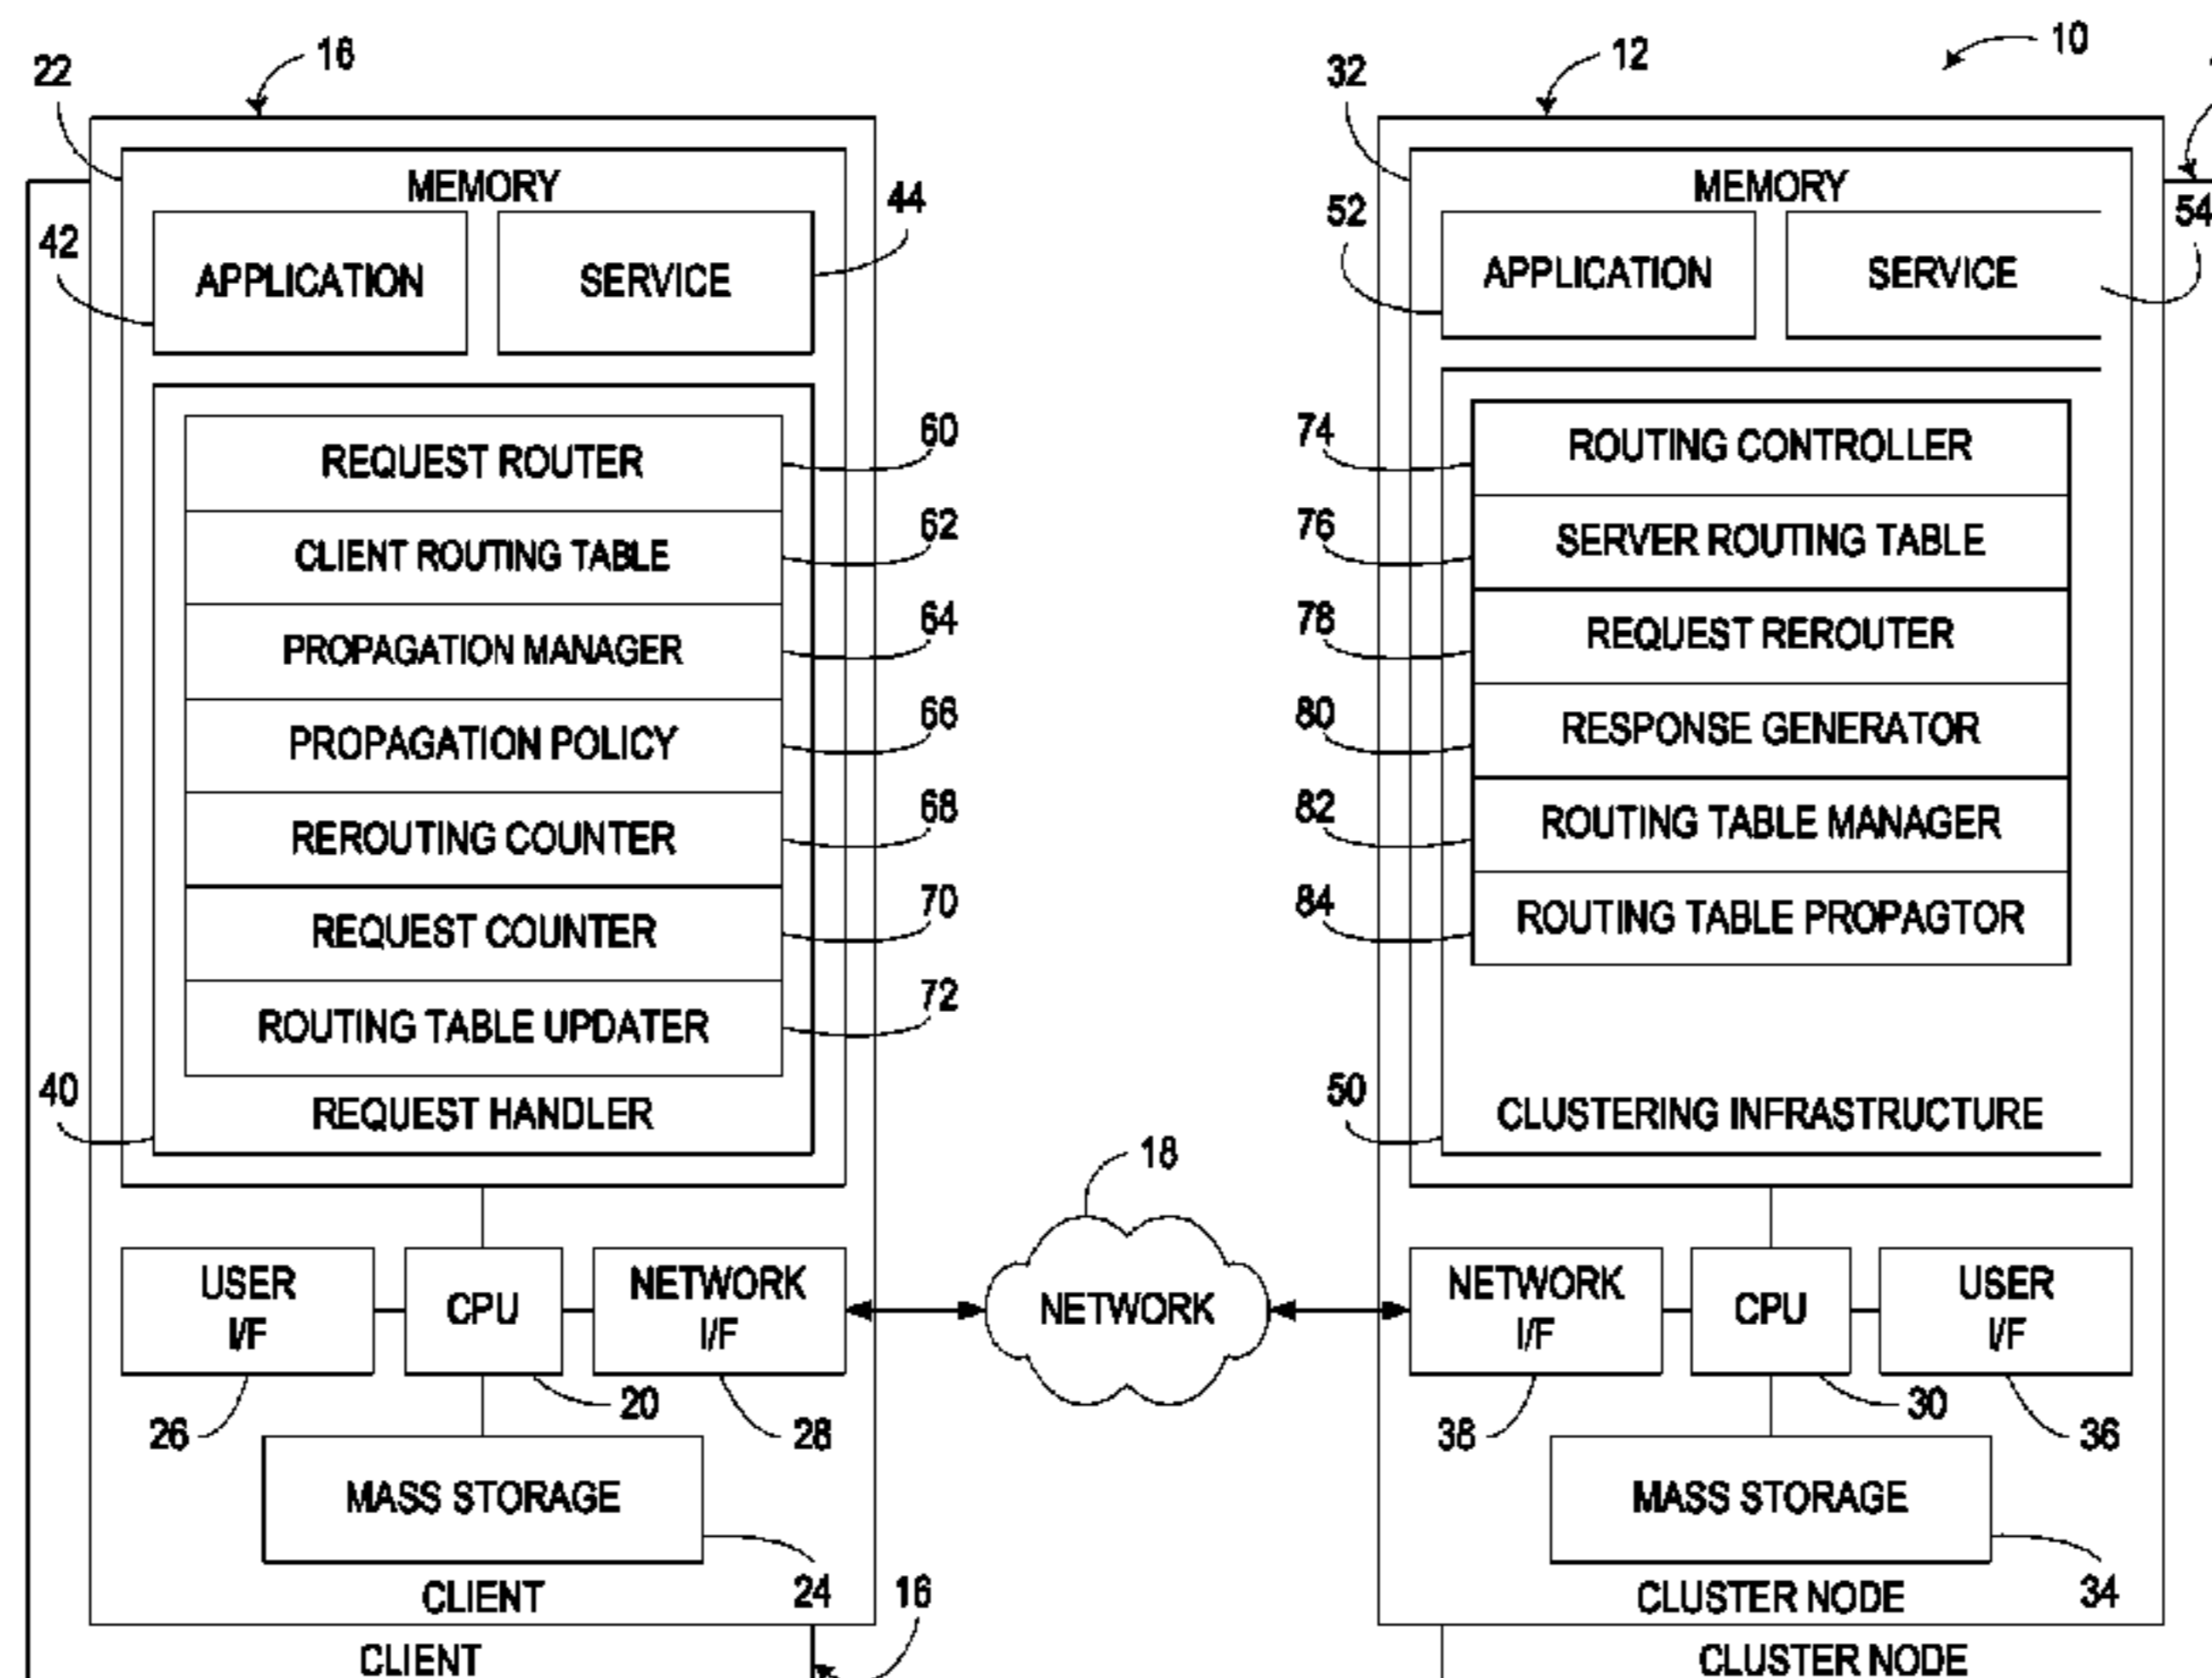 16
12
10
22
32
MEMORY
MEMORY
44
52
54
42
APPLICATION
SERVICE
APPLICATION
SERVICE
REQUEST ROUTER
60
74
ROUTING CONTROLLER
CLIENT ROUTING TABLE
62
76
SERVER ROUTING TABLE
PROPAGATION MANAGER
64
78
REQUEST REROUTER
PROPAGATION POLICY
66
80
RESPONSE GENERATOR
REROUTING COUNTER
68
82
ROUTING TABLE MANAGER
REQUEST COUNTER
70
84
ROUTING TABLE PROPAGTOR
ROUTING TABLE UPDATER
72
40
REQUEST HANDLER
50
CLUSTERING INFRASTRUCTURE
18
USER
I/F
CPU
NETWORK
I/F
NETWORK
NETWORK
I/F
CPU
USER
I/F
26
20
28
38
30
36
MASS STORAGE
MASS STORAGE
24
34
CLIENT
16
CLUSTER NODE
CLIENT
CLUSTER NODE